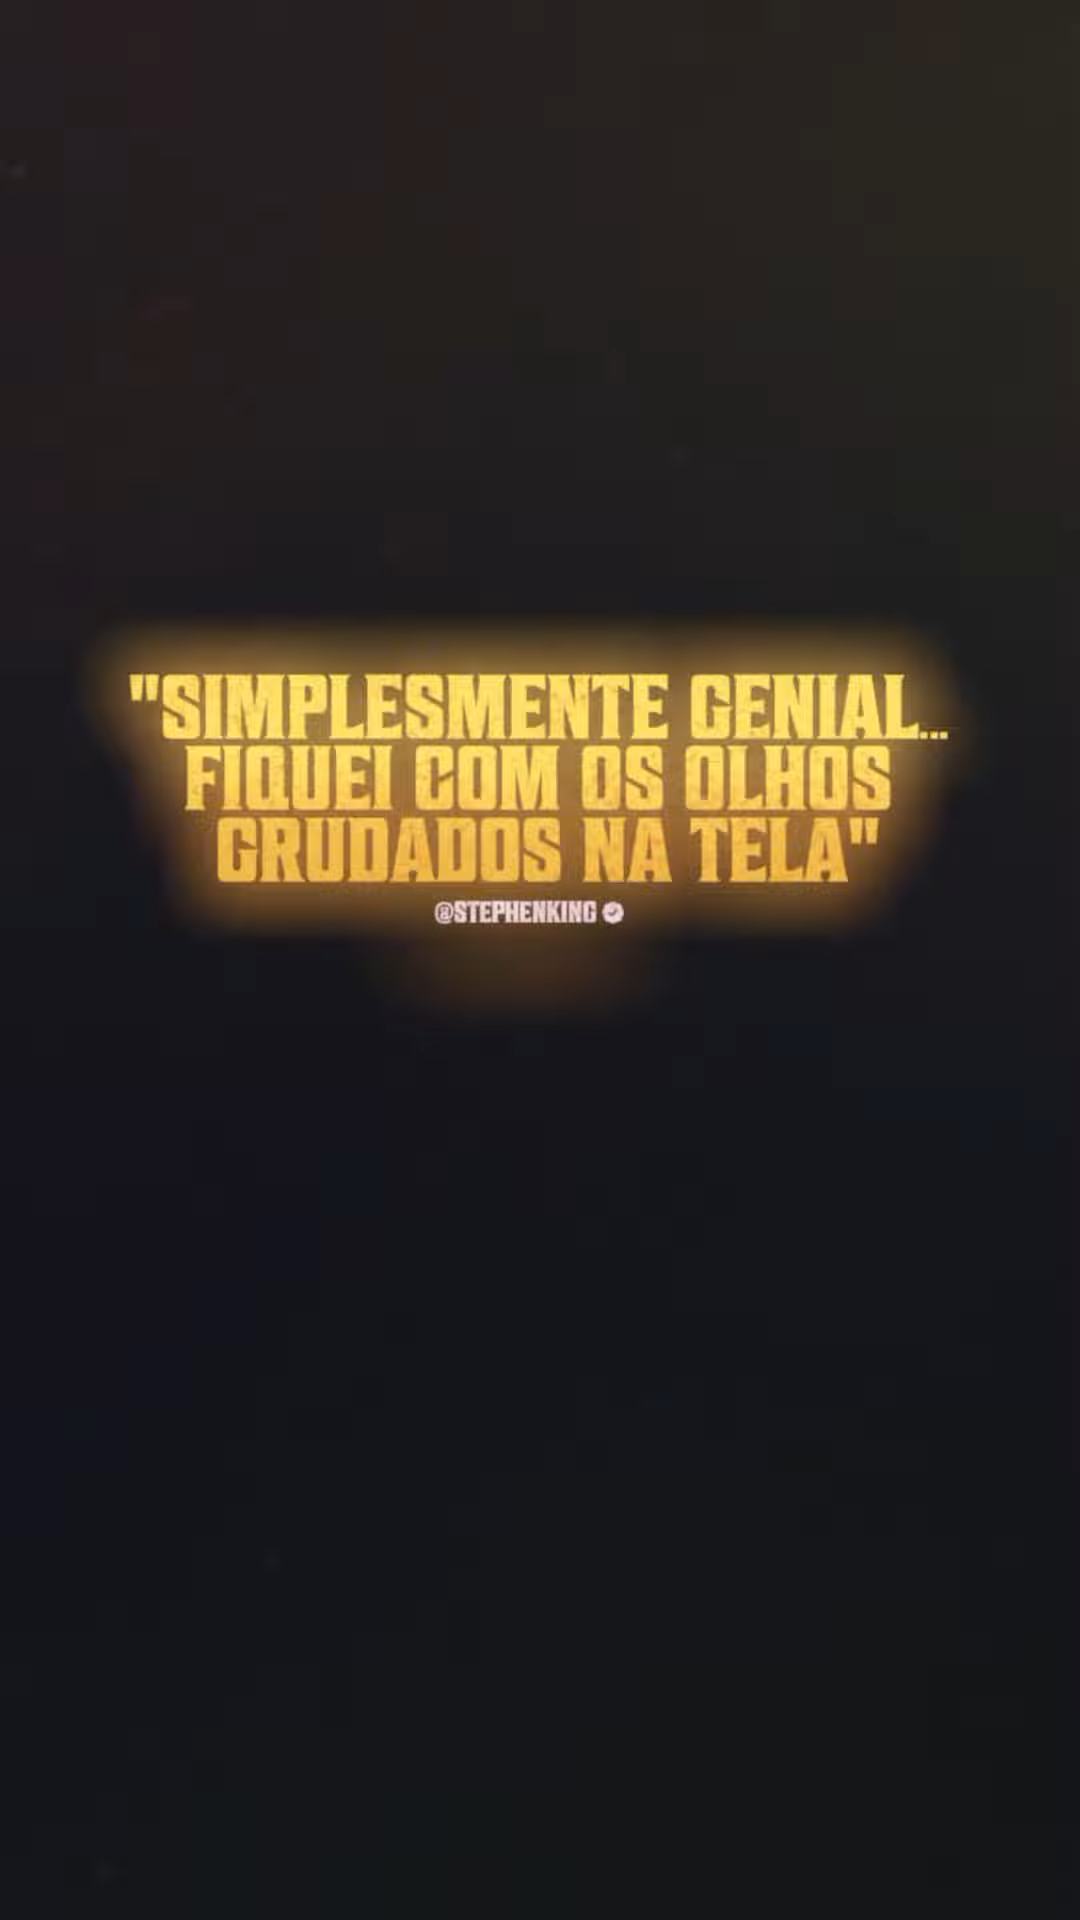 "SIMPLESMENTE GENIAL...
FIQUEI COM OS OLHOS
GRUDADOS NA TELA"
@STEPHENKING